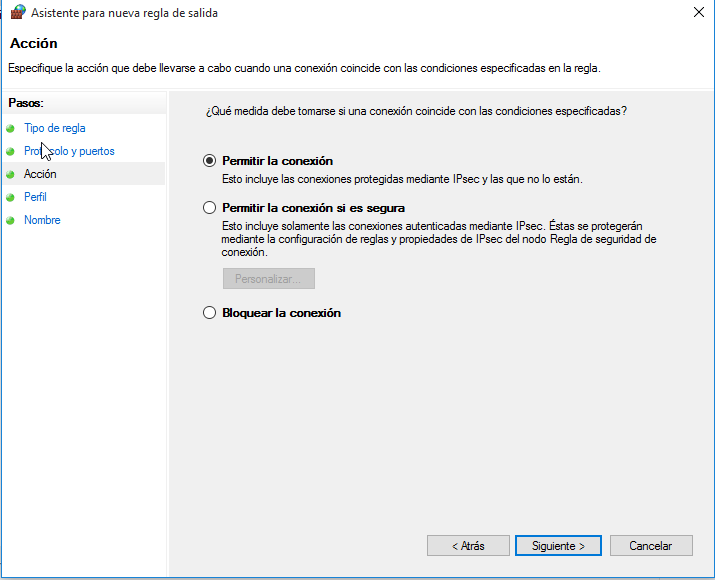 Asistente para nueva regla de salida
Acción
Especifique la acción que debe llevarse a cabo cuando una conexión coincide con las condiciones especificadas en la regla.
Pasos:
¿Qué medida debe tomarse si una conexión coincide con las condiciones especificadas?
Tipo de regla
Protocolo y puertos
Acción
Perfil
Nombre
Permitir la conexión
Esto incluye las conexiones protegidas mediante IPsec y las que no lo están.
Permitir la conexión si es segura
Esto incluye solamente las conexiones autenticadas mediante IPsec. Éstas se protegerán
mediante la configuración de reglas y propiedades de IPsec del nodo Regla de seguridad de
conexión.
Personalizar...
Bloquear la conexión
< Atrás
Siguiente >
Cancelar